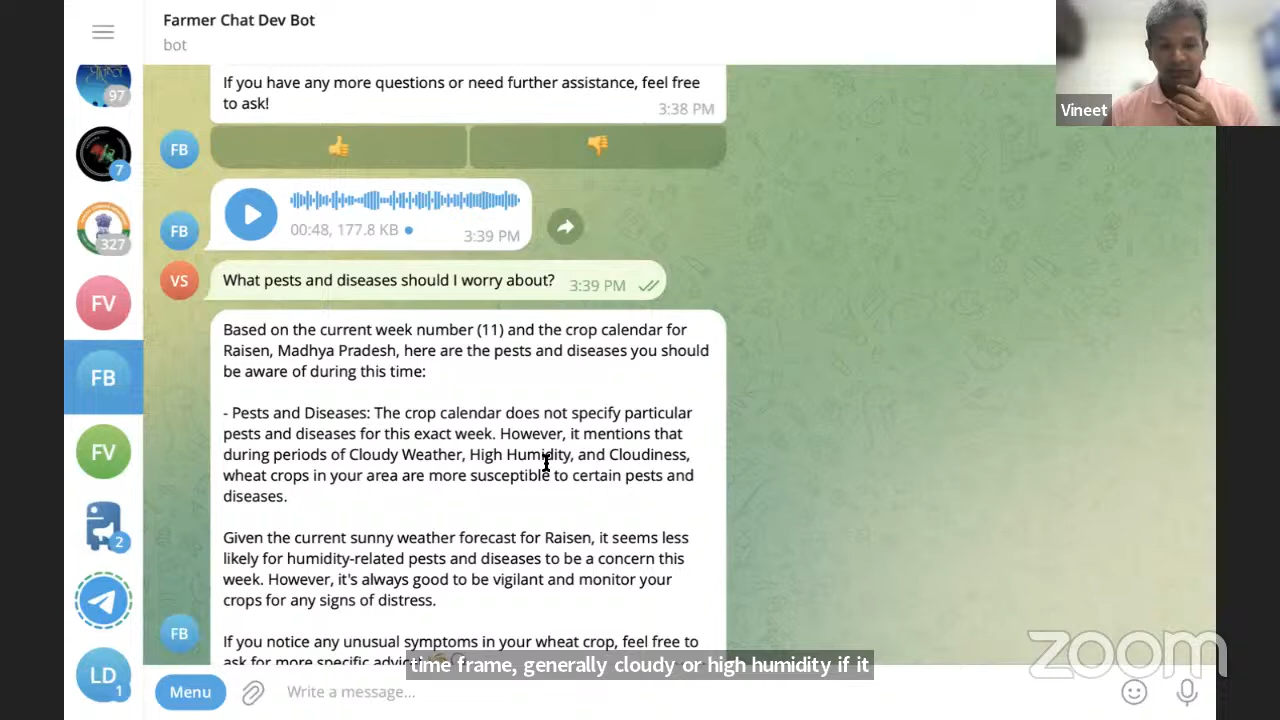 Farmer Chat Dev Bot
bot
Vineet
97
7
327
FV
FB
FV
2
LD
1
If you have any more questions or need further assistance, feel free
to ask!
3:38 PM
FB
00:48, 177.8 KB
3:39 PM
FB
VS
What pests and diseases should I worry about?
3:39 PM
Based on the current week number (11) and the crop calendar for
Raisen, Madhya Pradesh, here are the pests and diseases you should
be aware of during this time:
- Pests and Diseases: The crop calendar does not specify particular
pests and diseases for this exact week. However, it mentions that
during periods of Cloudy Weather, High Humidity, and Cloudiness,
wheat crops in your area are more susceptible to certain pests and
diseases.
Given the current sunny weather forecast for Raisen, it seems less
likely for humidity-related pests and diseases to be a concern this
week. However, it's always good to be vigilant and monitor your
crops for any signs of distress.
FB
If you notice any unusual symptoms in your wheat crop, feel free to
ask for more specific
time frame, generally cloudy or high humidity if it
zoom
Menu
Write a message...